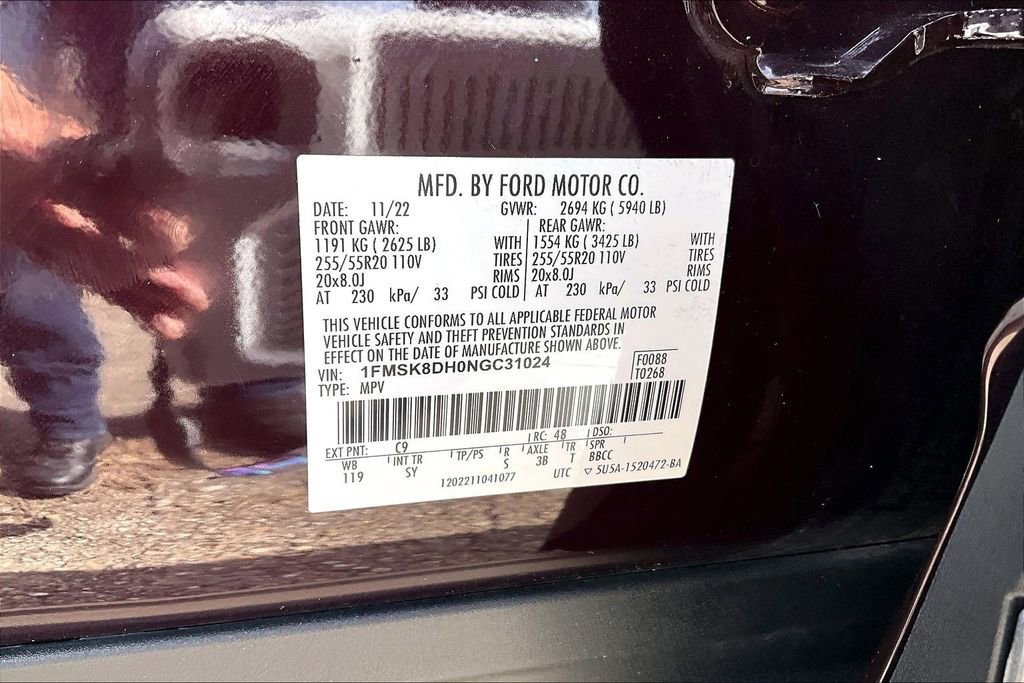 MFD. BY FORD MOTOR CO.
DATE: 11/22 GVWR: 2694 KG ( 5940 LB)
FRONT GAWR: REAR GAWR:
1191 KG ( 2625 LB) WITH 1554 KG ( 3425 LB) WITH
255/55R20 110V TIRES 255/55R20 110V TIRES
20x8.0J RIMS 20x8.0J RIMS
AT 230 kPa/ 33 PSI COLD AT 230 kPa/ 33 PSI COLD
THIS VEHICLE CONFORMS TO ALL APPLICABLE FEDERAL MOTOR
VEHICLE SAFETY AND THEFT PREVENTION STANDARDS IN
EFFECT ON THE DATE OF MANUFACTURE SHOWN ABOVE.
VIN: 1FMSK8DH0NGC31024 F0088
TYPE: MPV T0268
EXT PNT: C9 RC: 48 DSO:
WB INT TR TP/PS R AXLE TR SPR
119 SY S 3B T BBCC
1202211041077 UTC ▽ 5U5A-1520472-BA